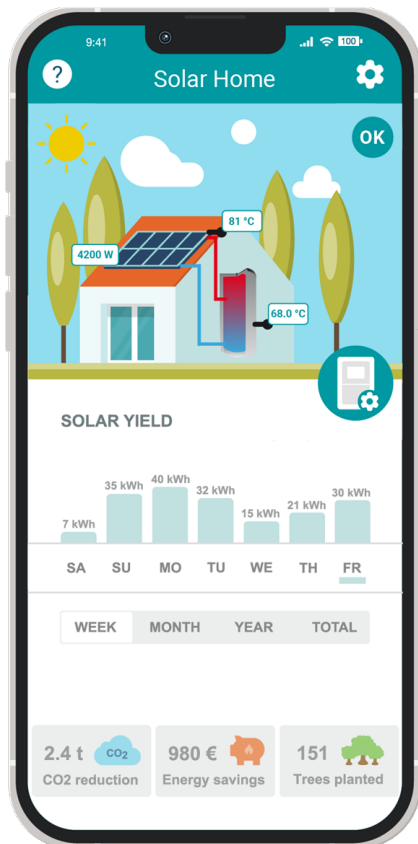 9:41
100
?
Solar Home
OK
81 °C
4200 W
68.0 °C
SOLAR YIELD
7 kWh
35 kWh
40 kWh
32 kWh
15 kWh
21 kWh
30 kWh
SA SU MO TU WE TH FR
WEEK MONTH YEAR TOTAL
2.4 t CO₂
CO2 reduction
980 €
Energy savings
151
Trees planted